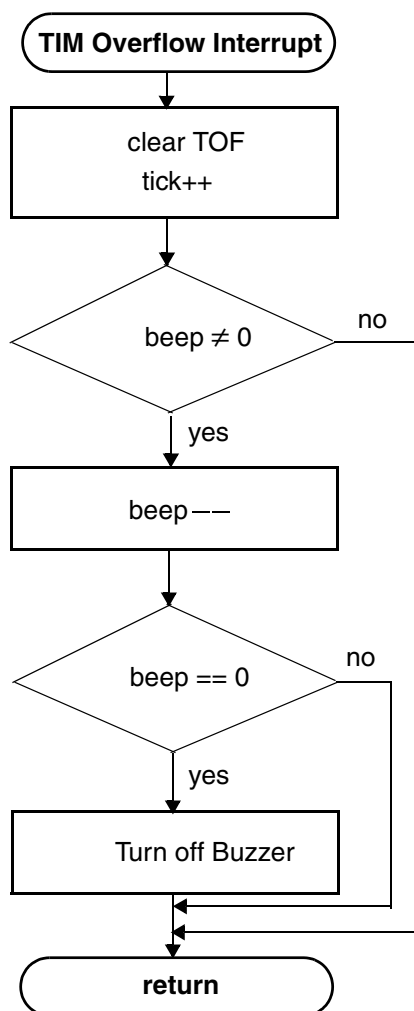 TIM Overflow Interrupt
clear TOF
tick++
beep ≠ 0
no
yes
beep −−
beep == 0
no
yes
Turn off Buzzer
return